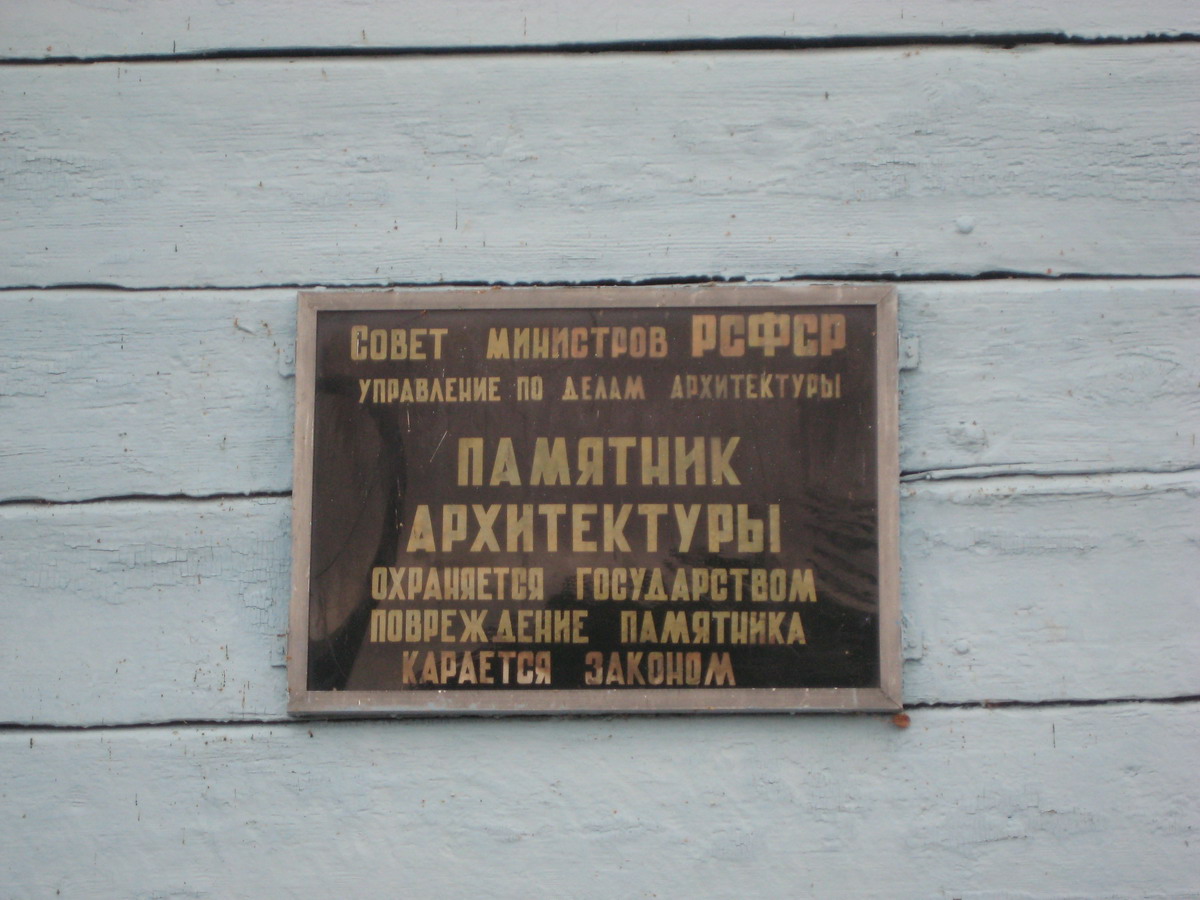 Совет министров РСФСР
управление по делам архитектуры
ПАМЯТНИК
АРХИТЕКТУРЫ
ОХРАНЯЕТСЯ ГОСУДАРСТВОМ
ПОВРЕЖДЕНИЕ ПАМЯТНИКА
КАРАЕТСЯ ЗАКОНОМ